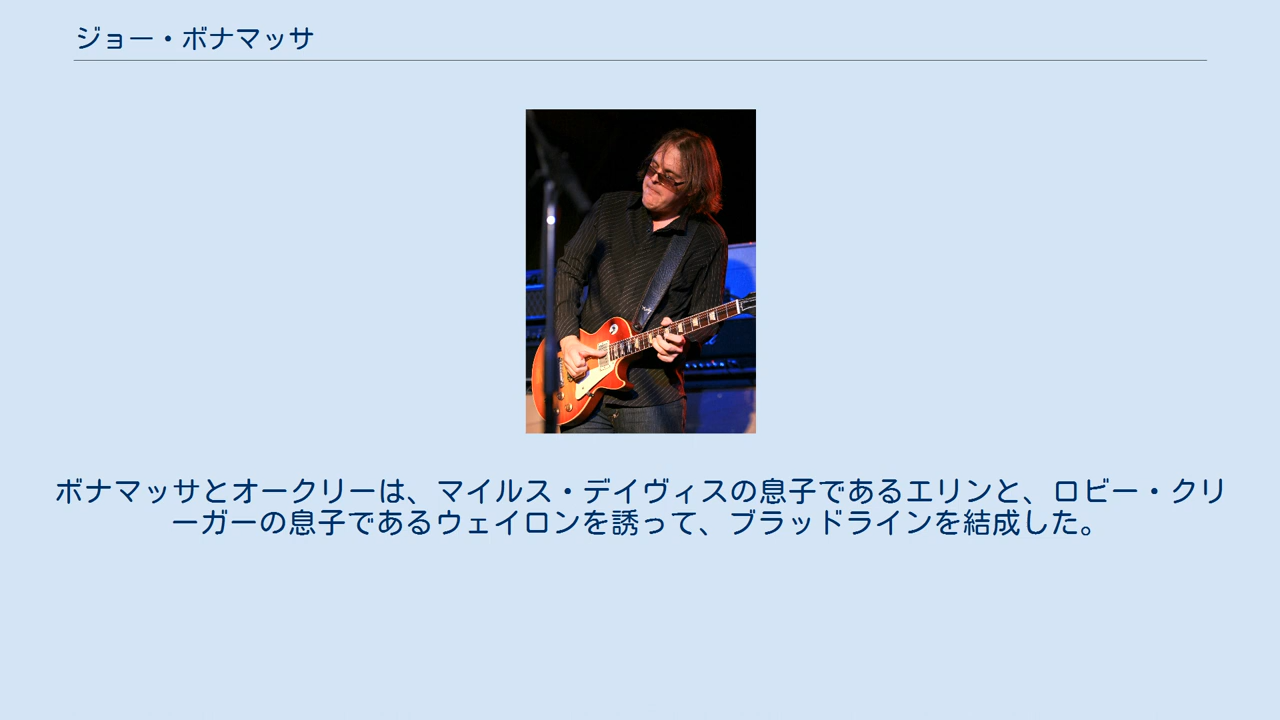 ジョー・ボナマッサ
ボナマッサとオークリーは、マイルス・デイヴィスの息子であるエリンと、ロビー・クリ
ーガーの息子であるウェイロンを誘って、ブラッドラインを結成した。